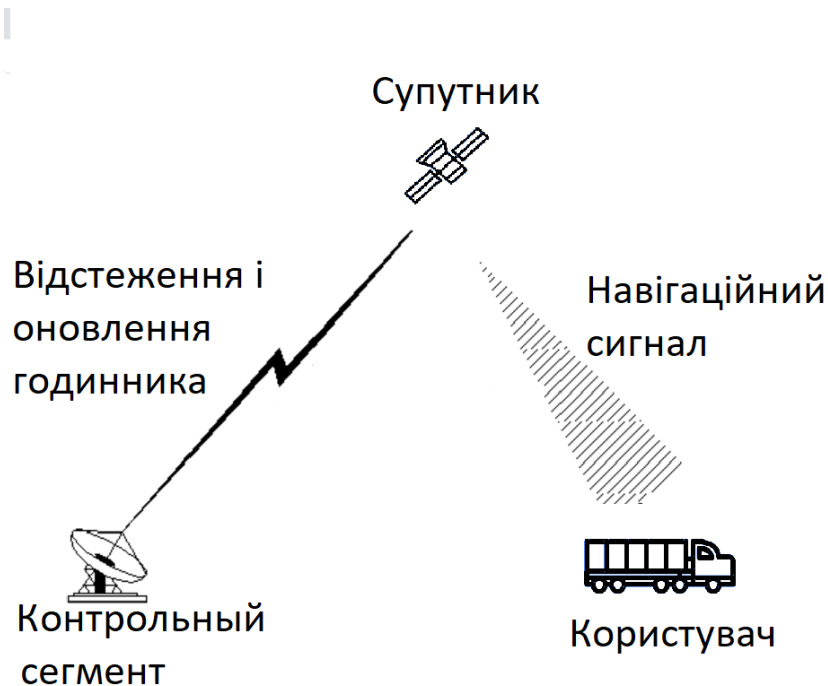 Супутник
Відстеження і
оновлення
годинника
Навігаційний
сигнал
Контрольный
сегмент
Користувач